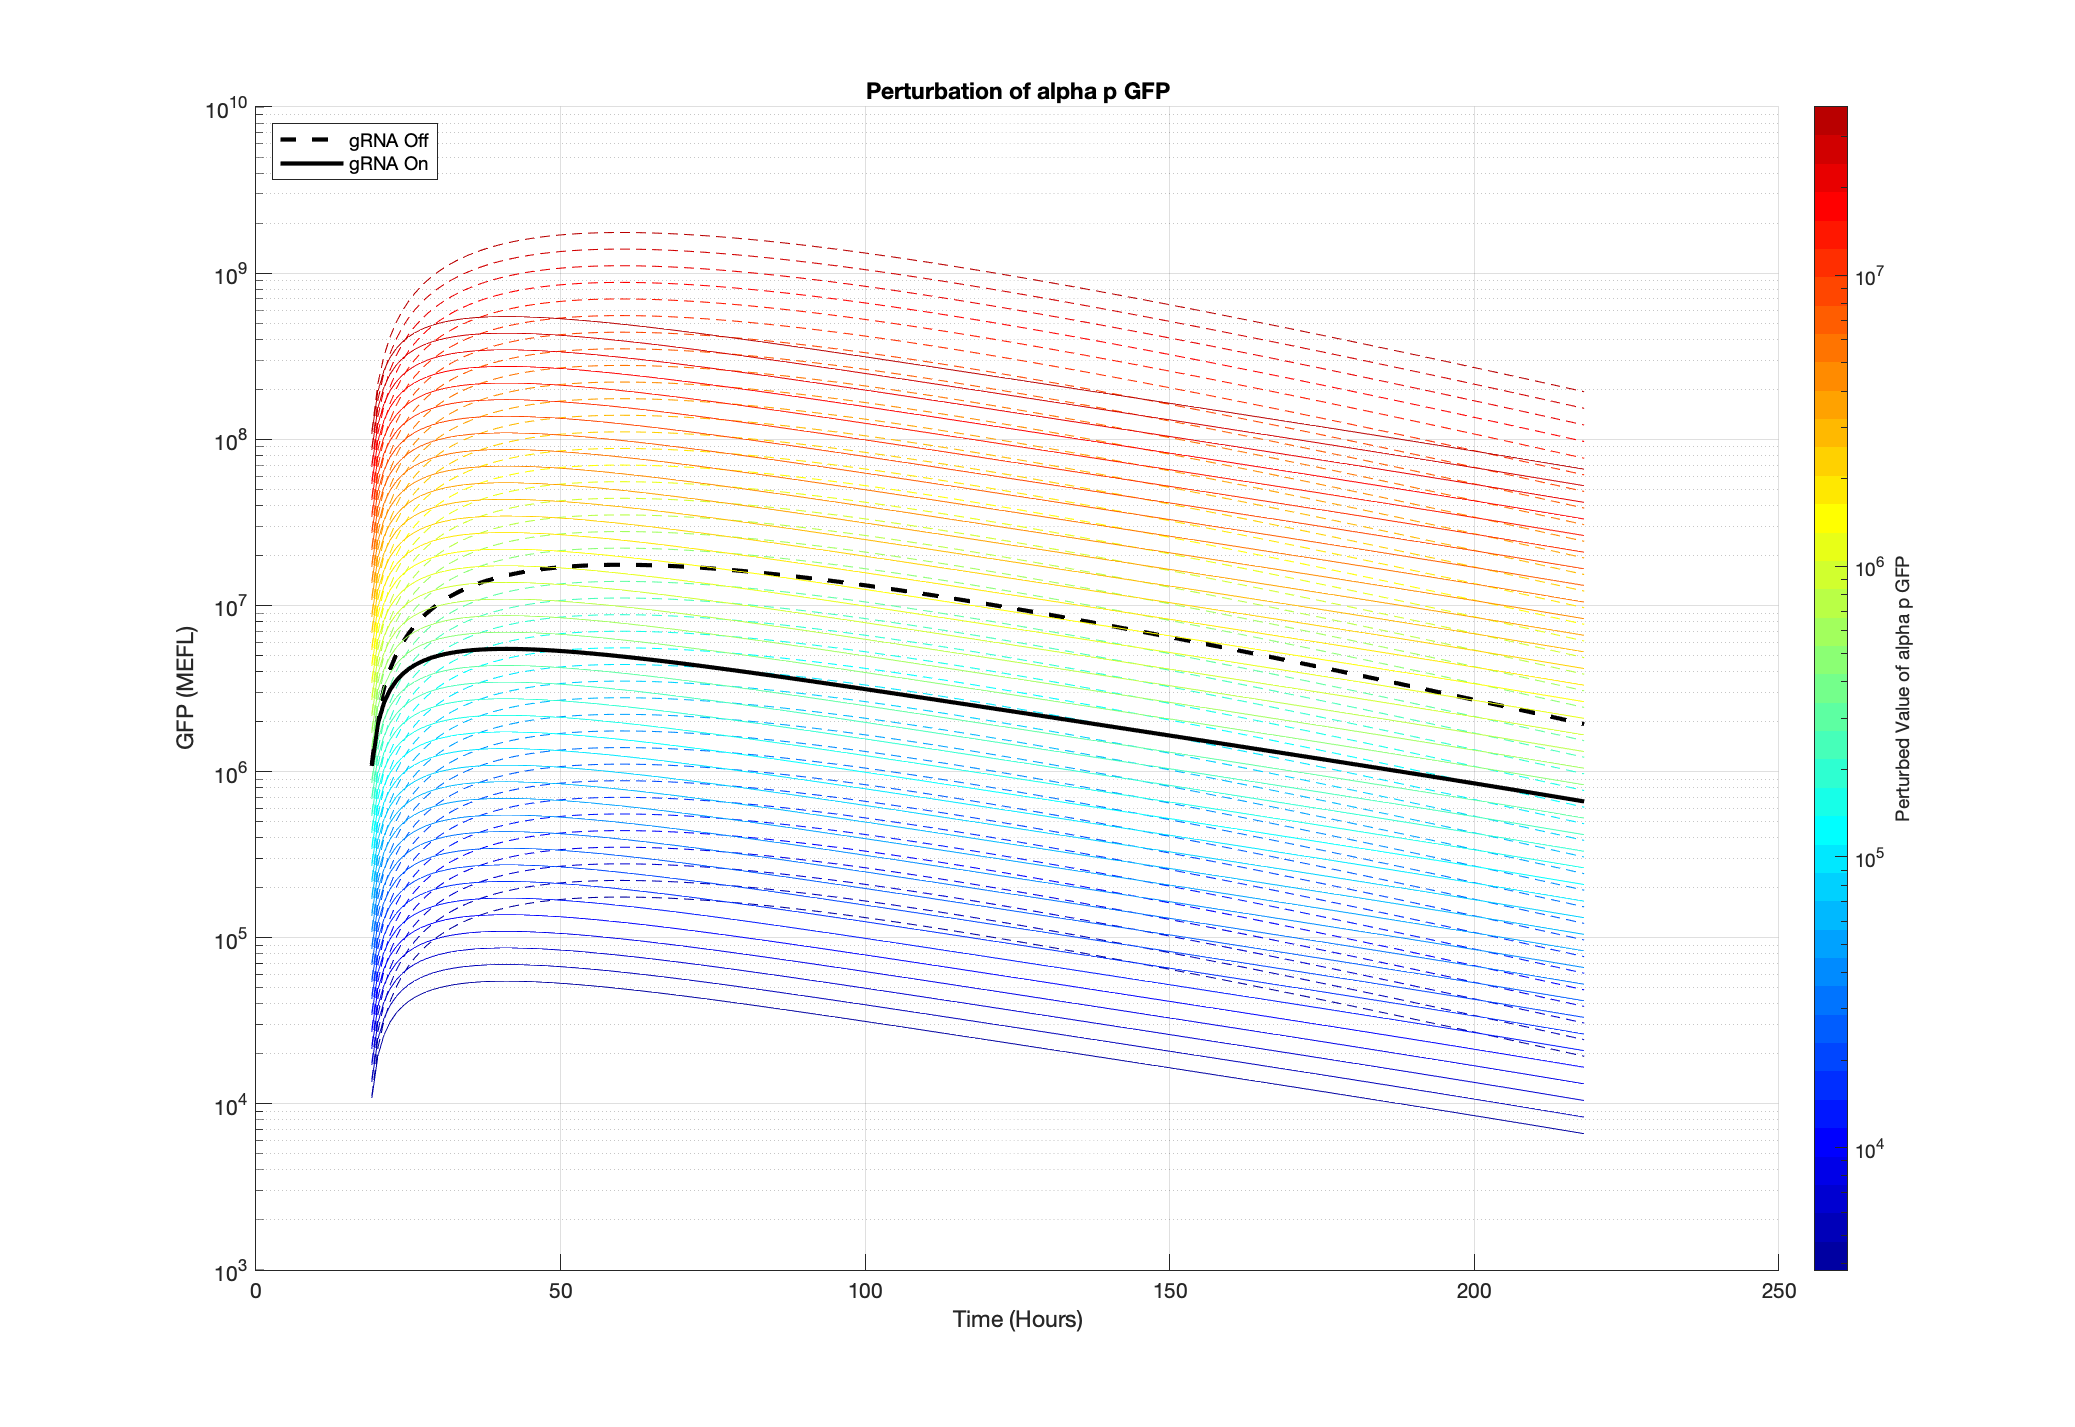 Perturbation of alpha p GFP
gRNA Off
gRNA On
10^10
10^9
10^8
10^7
10^6
10^5
10^4
10^3
GFP (MEFL)
0 50 100 150 200 250
Time (Hours)
10^7
10^6
10^5
10^4
Perturbed Value of alpha p GFP